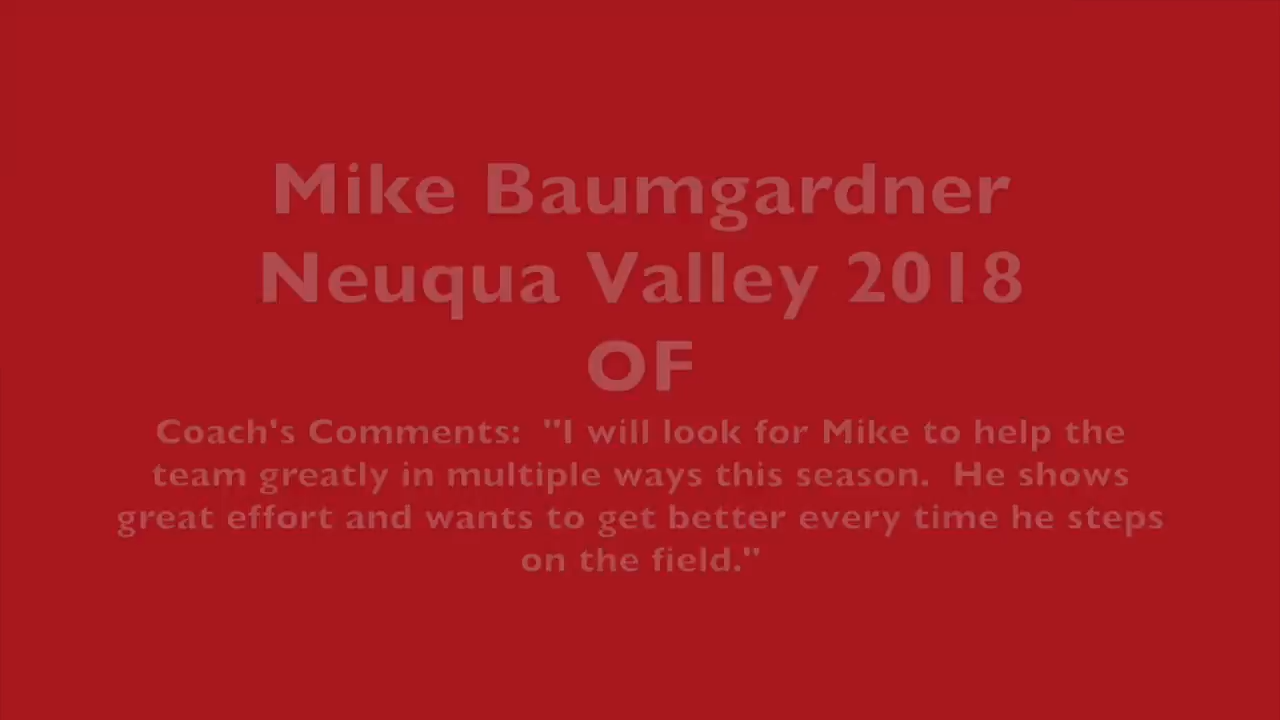 Mike Baumgardner
Neuqua Valley 2018
OF
Coach's Comments:  "I will look for Mike to help the
team greatly in multiple ways this season.  He shows
great effort and wants to get better every time he steps
on the field."